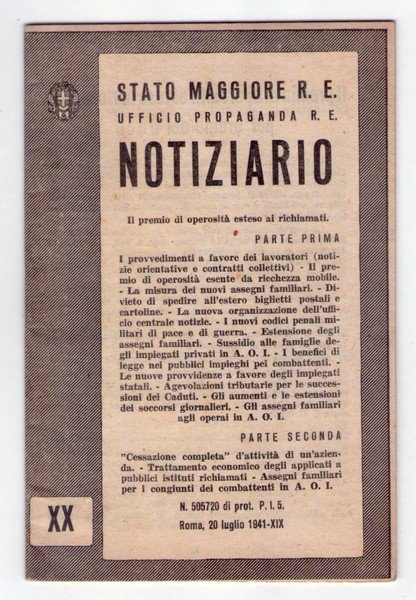 STATO MAGGIORE R. E.
UFFICIO PROPAGANDA R. E.
NOTIZIARIO
Il premio di operosità esteso ai richiamati.
PARTE PRIMA
I provvedimenti a favore dei lavoratori (noti-
zie orientative e contratti collettivi) - Il pre-
mio di operosità esente da ricchezza mobile.
- La misura dei nuovi assegni familiari. - Di-
vieto di spedire all'estero biglietti postali e
cartoline. - La nuova organizzazione dell'uffi-
cio centrale notizie. - I nuovi codici penali mi-
litari di pace e di guerra. - Estensione degli
assegni familiari. - Sussidio alle famiglie de-
gli impiegati privati in A. O. I. - I benefici di
legge nei pubblici impieghi pei combattenti. -
Le nuove provvidenze a favore degli impiegati
statali. - Agevolazioni tributarie per le succes-
sioni dei Caduti. - Gli aumenti e le estensioni
dei soccorsi giornalieri. - Gli assegni familiari
agli operai in A. O. I.
PARTE SECONDA
"Cessazione completa" d'attività di un'azien-
da. - Trattamento economico degli applicati a
pubblici istituti richiamati - Assegni familiari
per i congiunti dei combattenti in A. O. I.
N. 505720 di prot. P. I. 5.
Roma, 20 luglio 1941-XIX
XX